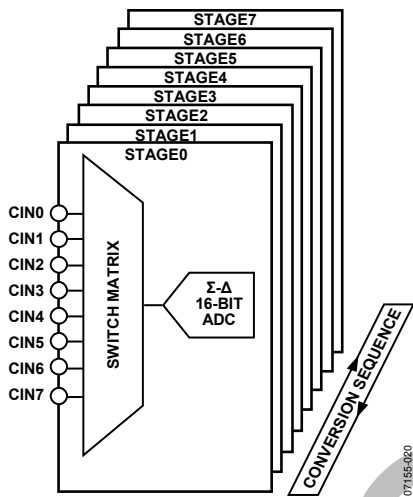 STAGE7
STAGE6
STAGE5
STAGE4
STAGE3
STAGE2
STAGE1
STAGE0
CIN0
CIN1
CIN2
CIN3
CIN4
CIN5
CIN6
CIN7
SWITCH MATRIX
Σ-Δ
16-BIT
ADC
CONVERSION SEQUENCE
07155-020